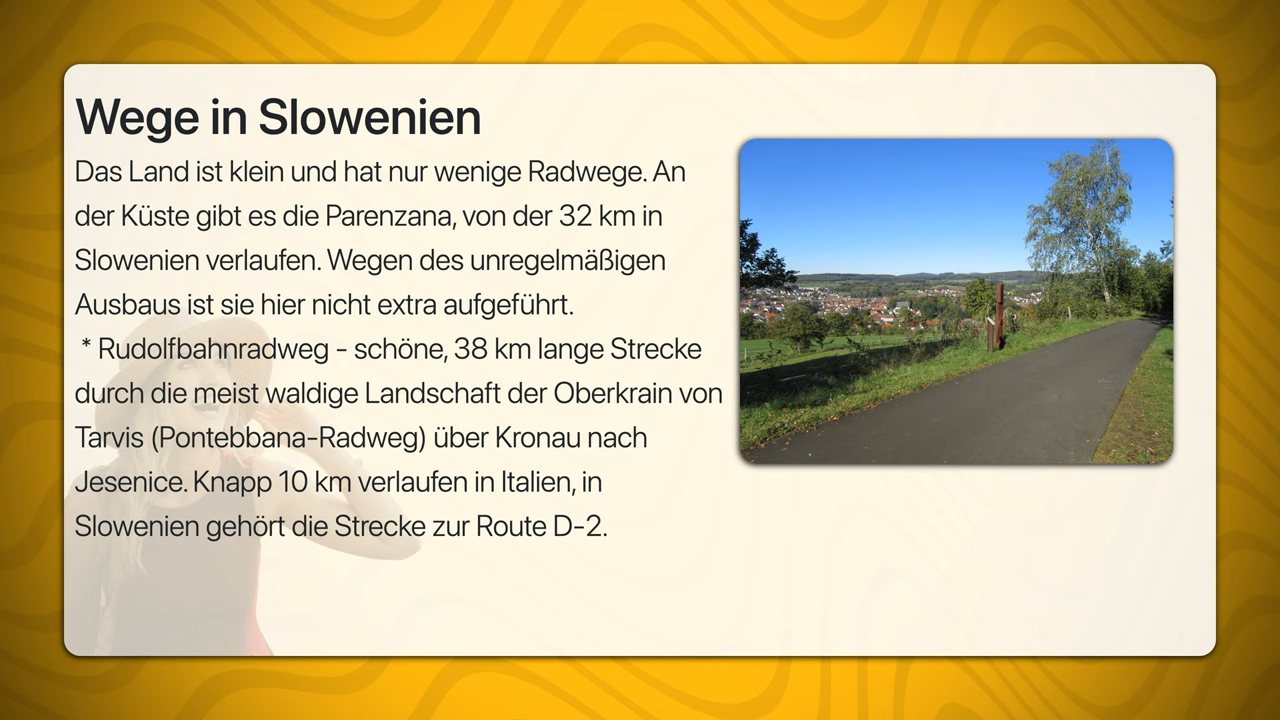 Wege in Slowenien
Das Land ist klein und hat nur wenige Radwege. An
der Küste gibt es die Parenzana, von der 32 km in
Slowenien verlaufen. Wegen des unregelmäßigen
Ausbaus ist sie hier nicht extra aufgeführt.
* Rudolfbahnradweg - schöne, 38 km lange Strecke
durch die meist waldige Landschaft der Oberkrain von
Tarvis (Pontebbana-Radweg) über Kronau nach
Jesenice. Knapp 10 km verlaufen in Italien, in
Slowenien gehört die Strecke zur Route D-2.